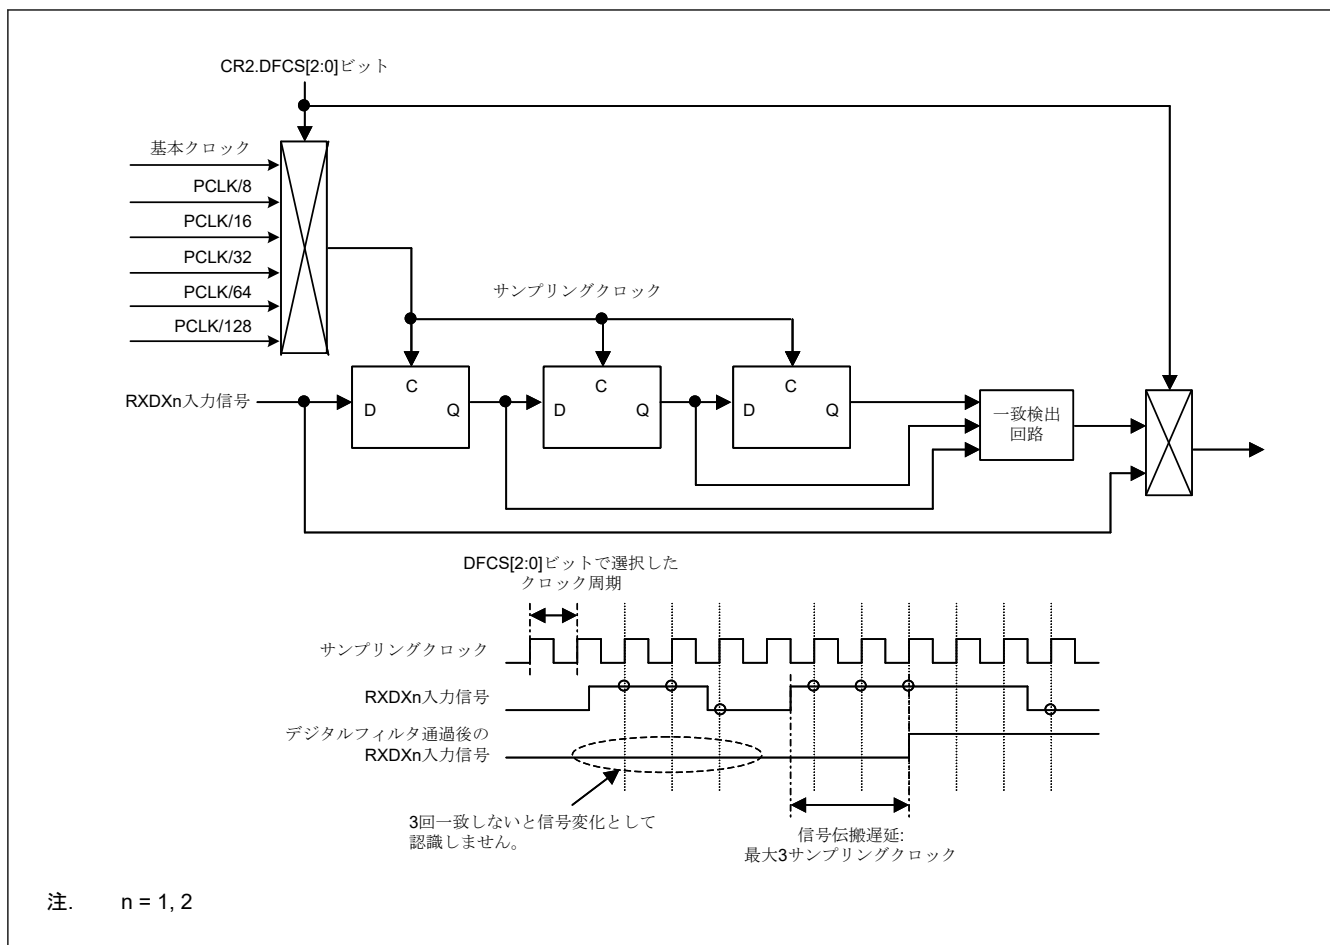 CR2.DFCS[2:0]ビット
基本クロック
PCLK/8
PCLK/16
PCLK/32
PCLK/64
PCLK/128
サンプリングクロック
RXDXn入力信号
D
C
Q
D
C
Q
D
C
Q
一致検出
回路
DFCS[2:0]ビットで選択した
クロック周期
サンプリングクロック
RXDXn入力信号
デジタルフィルタ通過後の
RXDXn入力信号
3回一致しないと信号変化として
認識しません。
信号伝搬遅延:
最大3サンプリングクロック
注. n = 1, 2